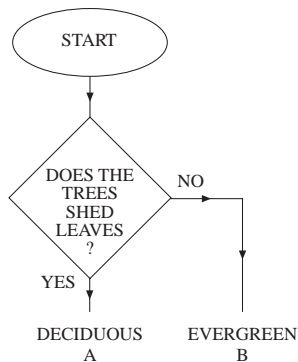 START
DOES THE
TREES
SHED
LEAVES
?
NO
YES
DECIDUOUS
A
EVERGREEN
B